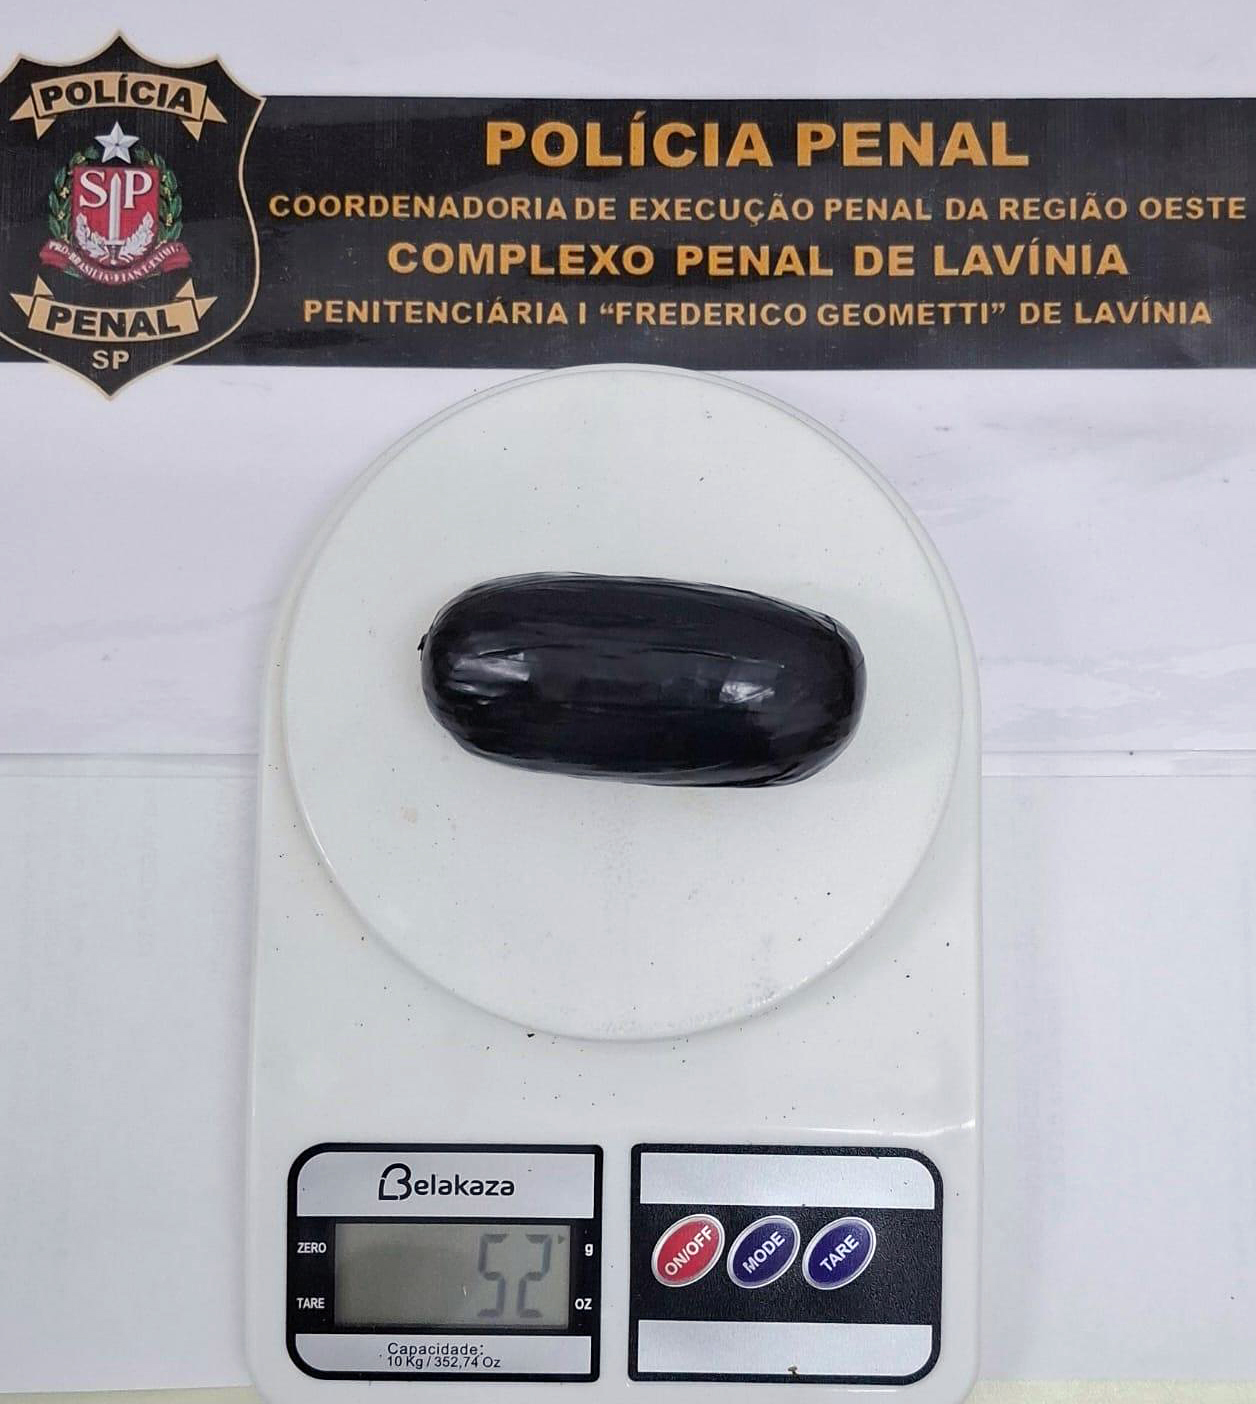 POLÍCIA
SP
PENAL
SP
POLÍCIA PENAL
COORDENADORIA DE EXECUÇÃO PENAL DA REGIÃO OESTE
COMPLEXO PENAL DE LAVÍNIA
PENITENCIÁRIA I “FREDERICO GEOMETTI” DE LAVÍNIA
Belakaza
ZERO
TARE
52
g
OZ
Capacidade:
10 Kg / 352,74 Oz
ON/OFF
MODE
TARE